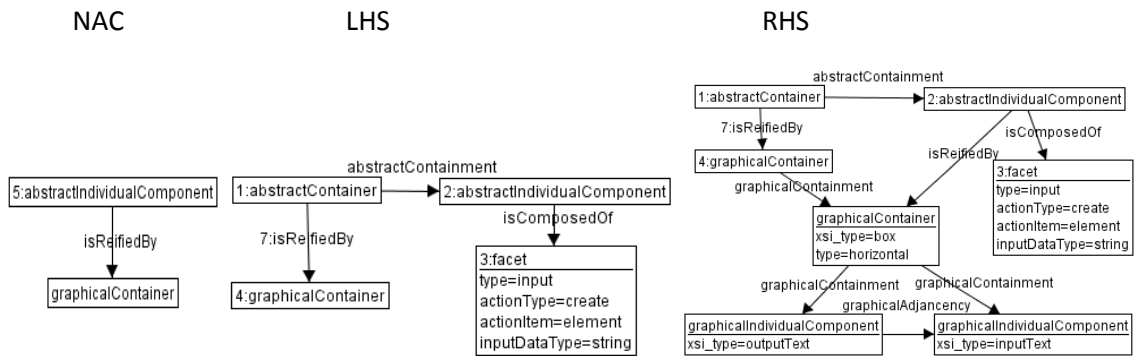 NAC
LHS
RHS
5:abstractIndividualComponent
isReifiedBy
graphicalContainer
abstractContainment
1:abstractContainer
2:abstractIndividualComponent
isComposedOf
7:isReifiedBy
4:graphicalContainer
3:facet
type=input
actionType=create
actionItem=element
inputDataType=string
abstractContainment
1:abstractContainer
2:abstractIndividualComponent
7:isReifiedBy
isComposedOf
isReifiedBy
4:graphicalContainer
3:facet
type=input
actionType=create
actionItem=element
inputDataType=string
graphicalContainment
graphicalContainer
xsi_type=box
type=horizontal
graphicalContainment
graphicalContainment
graphicalAdjancency
graphicalIndividualComponent
xsi_type=outputText
graphicalIndividualComponent
xsi_type=inputText